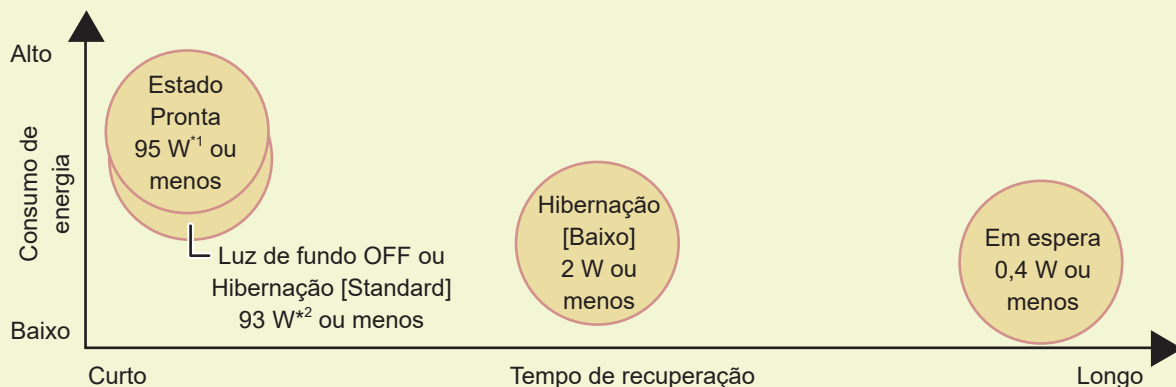 Alto
Consumo de
energia
Baixo
Estado
Pronta
95 W*1 ou
menos
Luz de fundo OFF ou
Hibernação [Standard]
93 W*2 ou menos
Hibernação
[Baixo]
2 W ou
menos
Em espera
0,4 W ou
menos
Curto
Tempo de recuperação
Longo